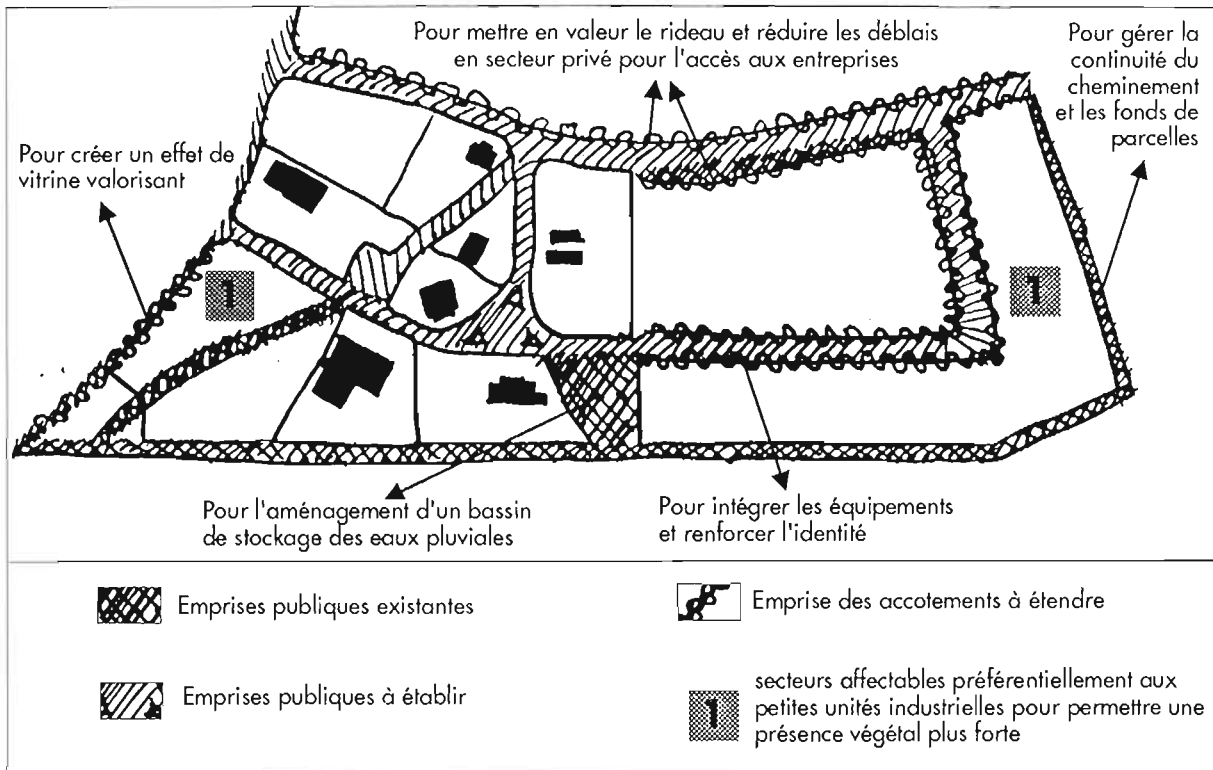 Pour mettre en valeur le rideau et réduire les déblais
en secteur privé pour l'accès aux entreprises
Pour gérer la
continuité du
cheminement
et les fonds de
parcelles
Pour créer un effet de
vitrine valorisant
1
1
Pour l'aménagement d'un bassin
de stockage des eaux pluviales
Pour intégrer les équipements
et renforcer l'identité
Emprises publiques existantes
Emprise des accotements à étendre
Emprises publiques à établir
1
secteurs affectables préférentiellement aux
petites unités industrielles pour permettre une
présence végétal plus forte